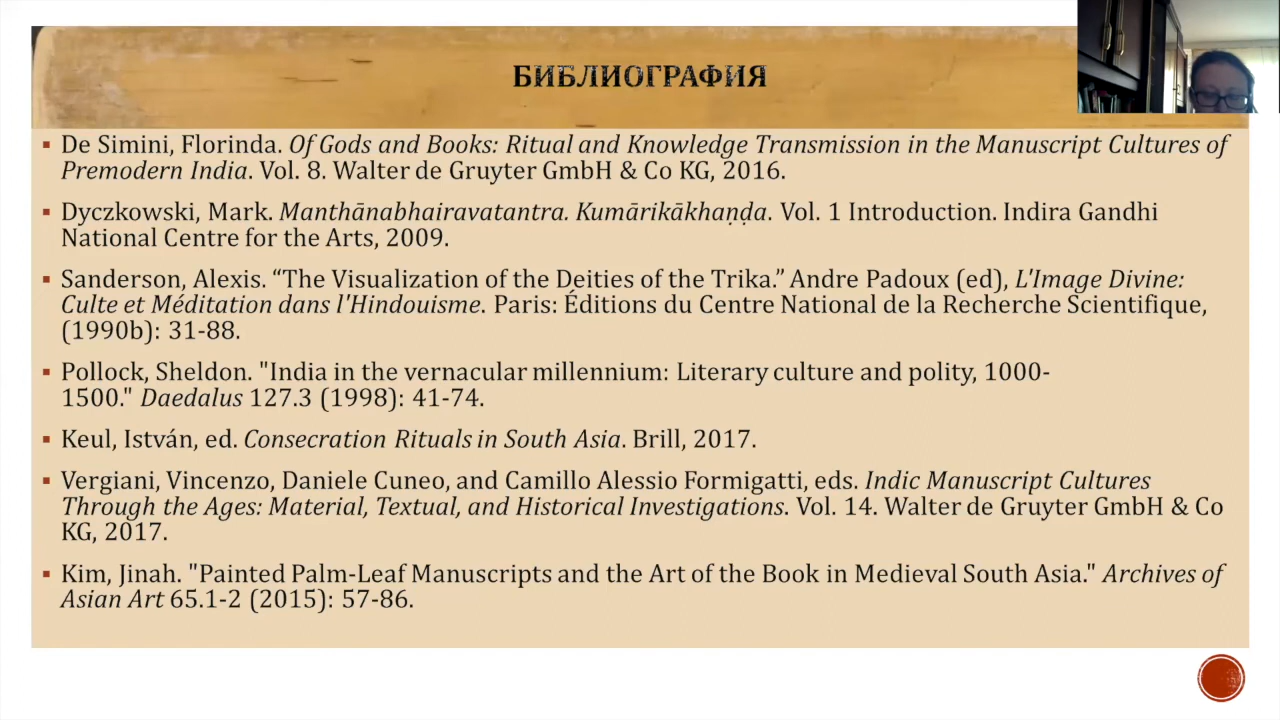 БИБЛИОГРАФИЯ
▪ De Simini, Florinda. Of Gods and Books: Ritual and Knowledge Transmission in the Manuscript Cultures of
Premodern India. Vol. 8. Walter de Gruyter GmbH & Co KG, 2016.
▪ Dyczkowski, Mark. Manthānabhairavatantra. Kumārikākhaṇḍa. Vol. 1 Introduction. Indira Gandhi
National Centre for the Arts, 2009.
▪ Sanderson, Alexis. “The Visualization of the Deities of the Trika.” Andre Padoux (ed), L'Image Divine:
Culte et Méditation dans l'Hindouisme. Paris: Éditions du Centre National de la Recherche Scientifique,
(1990b): 31-88.
▪ Pollock, Sheldon. "India in the vernacular millennium: Literary culture and polity, 1000-
1500." Daedalus 127.3 (1998): 41-74.
▪ Keul, István, ed. Consecration Rituals in South Asia. Brill, 2017.
▪ Vergiani, Vincenzo, Daniele Cuneo, and Camillo Alessio Formigatti, eds. Indic Manuscript Cultures
Through the Ages: Material, Textual, and Historical Investigations. Vol. 14. Walter de Gruyter GmbH & Co
KG, 2017.
▪ Kim, Jinah. "Painted Palm-Leaf Manuscripts and the Art of the Book in Medieval South Asia." Archives of
Asian Art 65.1-2 (2015): 57-86.